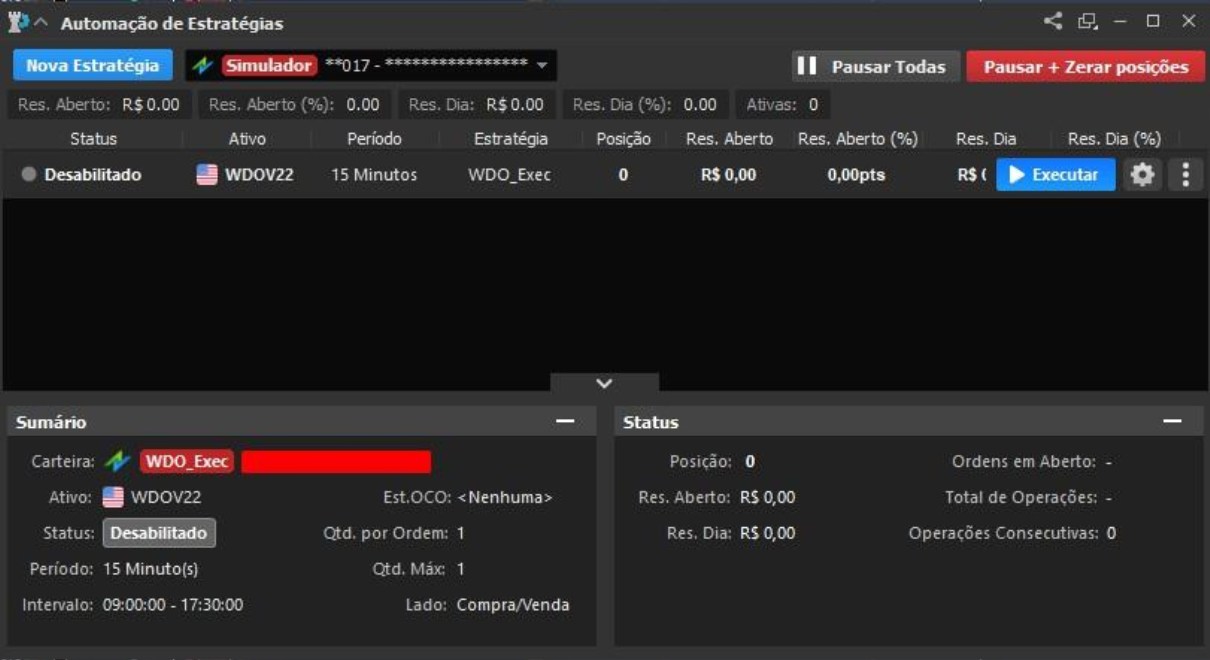 Automação de Estratégias
Nova Estratégia Simulador **017 - **************** Pausar Todas Pausar + Zerar posições
Res. Aberto: R$ 0.00 Res. Aberto (%): 0.00 Res. Dia: R$ 0.00 Res. Dia (%): 0.00 Ativas: 0
Status Ativo Período Estratégia Posição Res. Aberto Res. Aberto (%) Res. Dia Res. Dia (%)
Desabilitado WDOV22 15 Minutos WDO_Exec 0 R$ 0,00 0,00pts R$ ( Executar
Sumário
Carteira: WDO_Exec
Ativo: WDOV22 Est.OCO: <Nenhuma>
Status: Desabilitado Qtd. por Ordem: 1
Período: 15 Minuto(s) Qtd. Máx: 1
Intervalo: 09:00:00 - 17:30:00 Lado: Compra/Venda
Status
Posição: 0 Ordens em Aberto: -
Res. Aberto: R$ 0,00 Total de Operações: -
Res. Dia: R$ 0,00 Operações Consecutivas: 0